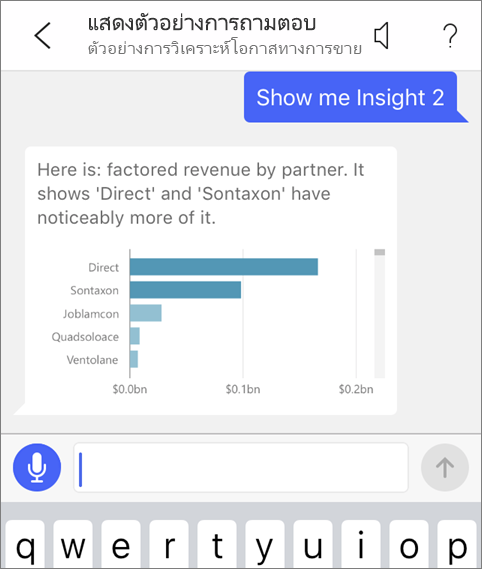 แสดงตัวอย่างการถามตอบ
ตัวอย่างการวิเคราะห์โอกาสทางการขาย
?
Show me Insight 2
Here is: factored revenue by partner. It
shows 'Direct' and 'Sontaxon' have
noticeably more of it.
Direct
Sontaxon
Joblamcon
Quadsoloace
Ventolane
$0.0bn $0.1bn $0.2bn
q w e r t y u i o p